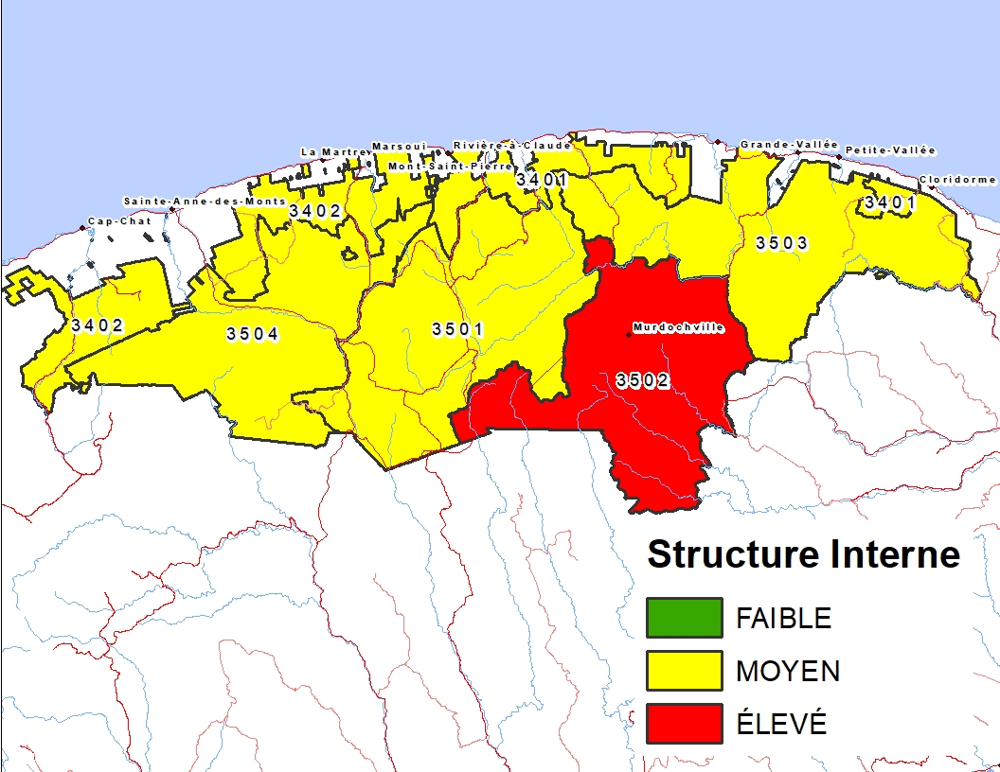 Marsoui
Rivière-à-Claude
Grande-Vallée
La Martre
Petite-Vallée
Mont-Saint-Pierre
3401
Cloridorme
Sainte-Anne-des-Monts
3402
3401
Cap-Chat
3503
3402
3504
3501
Murdochville
3502
Structure Interne
FAIBLE
MOYEN
ÉLEVÉ